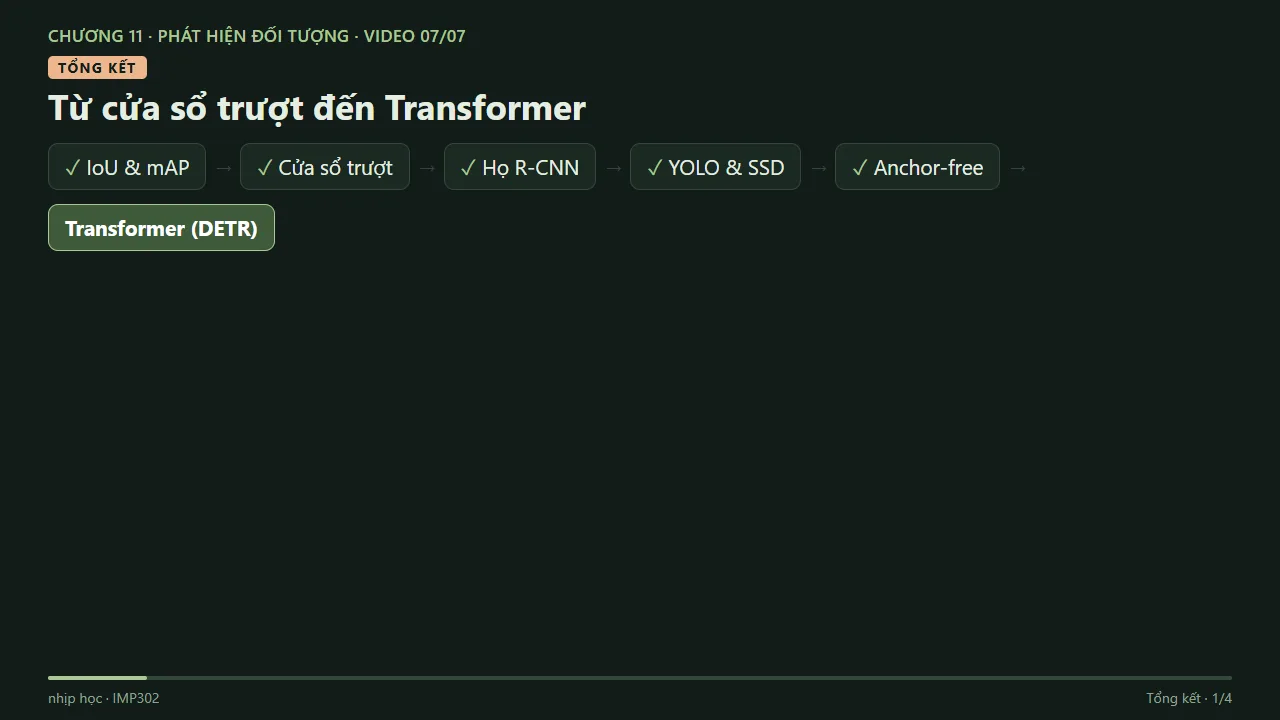 CHƯƠNG 11 · PHÁT HIỆN ĐỐI TƯỢNG · VIDEO 07/07
TỔNG KẾT
Từ cửa sổ trượt đến Transformer
✓ IoU & mAP → ✓ Cửa sổ trượt → ✓ Họ R-CNN → ✓ YOLO & SSD → ✓ Anchor-free →
Transformer (DETR)
nhịp học · IMP302
Tổng kết · 1/4